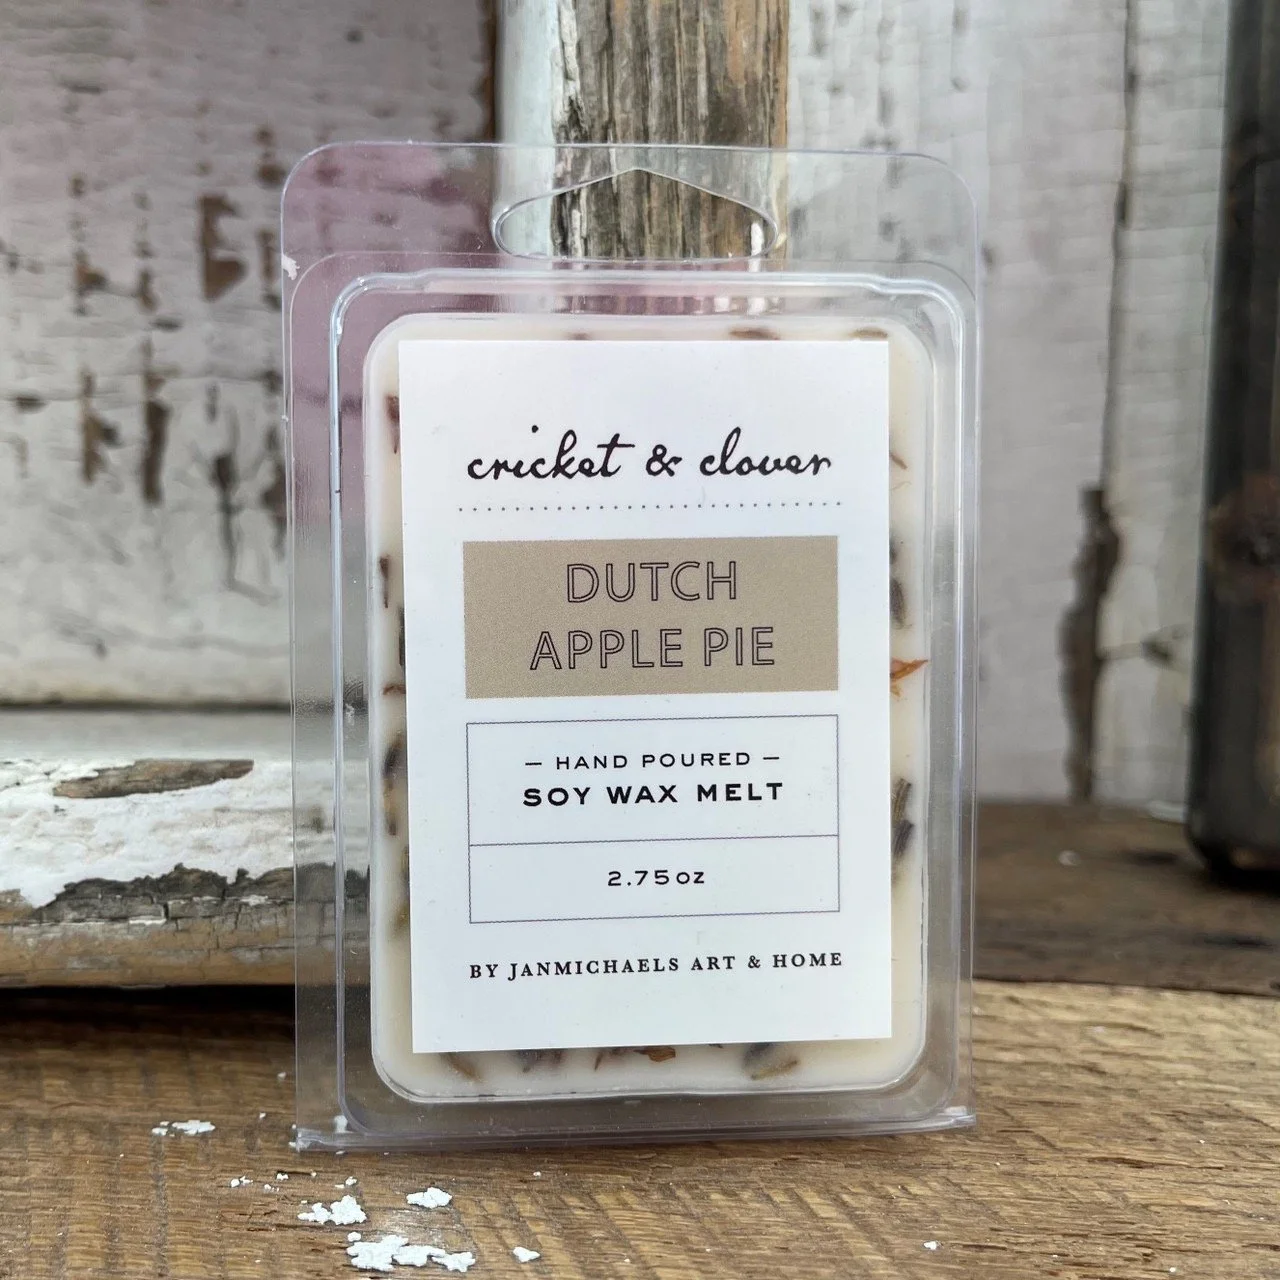 cricket & clover
DUTCH
APPLE PIE
— HAND POURED —
SOY WAX MELT
2.75oz
BY JANMICHAELS ART & HOME